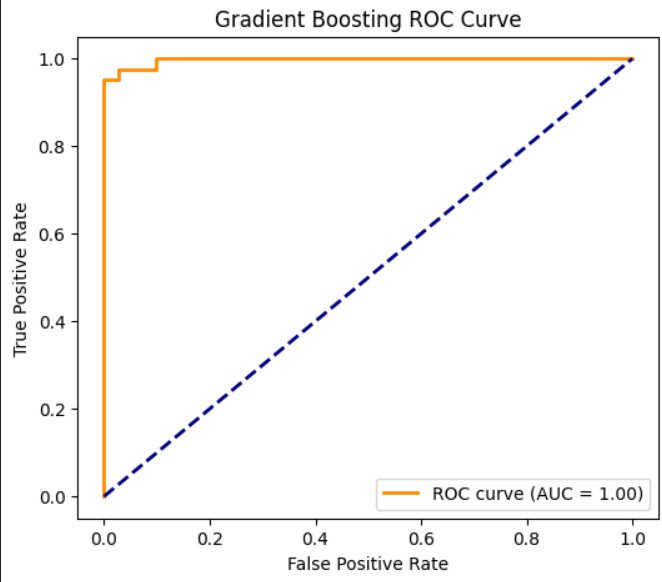 Gradient Boosting ROC Curve
True Positive Rate
1.0
0.8
0.6
0.4
0.2
0.0
0.0 0.2 0.4 0.6 0.8 1.0
False Positive Rate
ROC curve (AUC = 1.00)